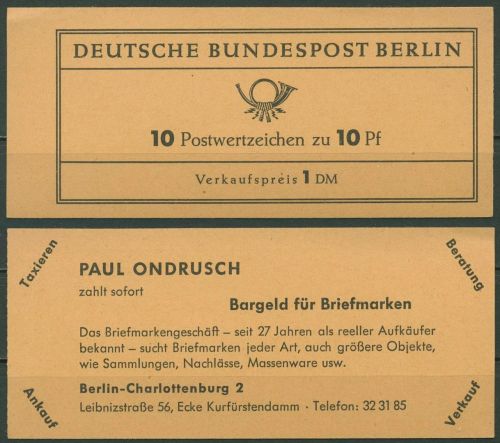 DEUTSCHE BUNDESPOST BERLIN
10 Postwertzeichen zu 10 Pf
Verkaufspreis 1 DM
Taxieren
Beratung
PAUL ONDRUSCH
zahlt sofort
Bargeld für Briefmarken
Das Briefmarkengeschäft – seit 27 Jahren als reeller Aufkäufer
bekannt – sucht Briefmarken jeder Art, auch größere Objekte,
wie Sammlungen, Nachlässe, Massenware usw.
Berlin-Charlottenburg 2
Leibnizstraße 56, Ecke Kurfürstendamm · Telefon: 32 31 85
Ankauf
Verkauf